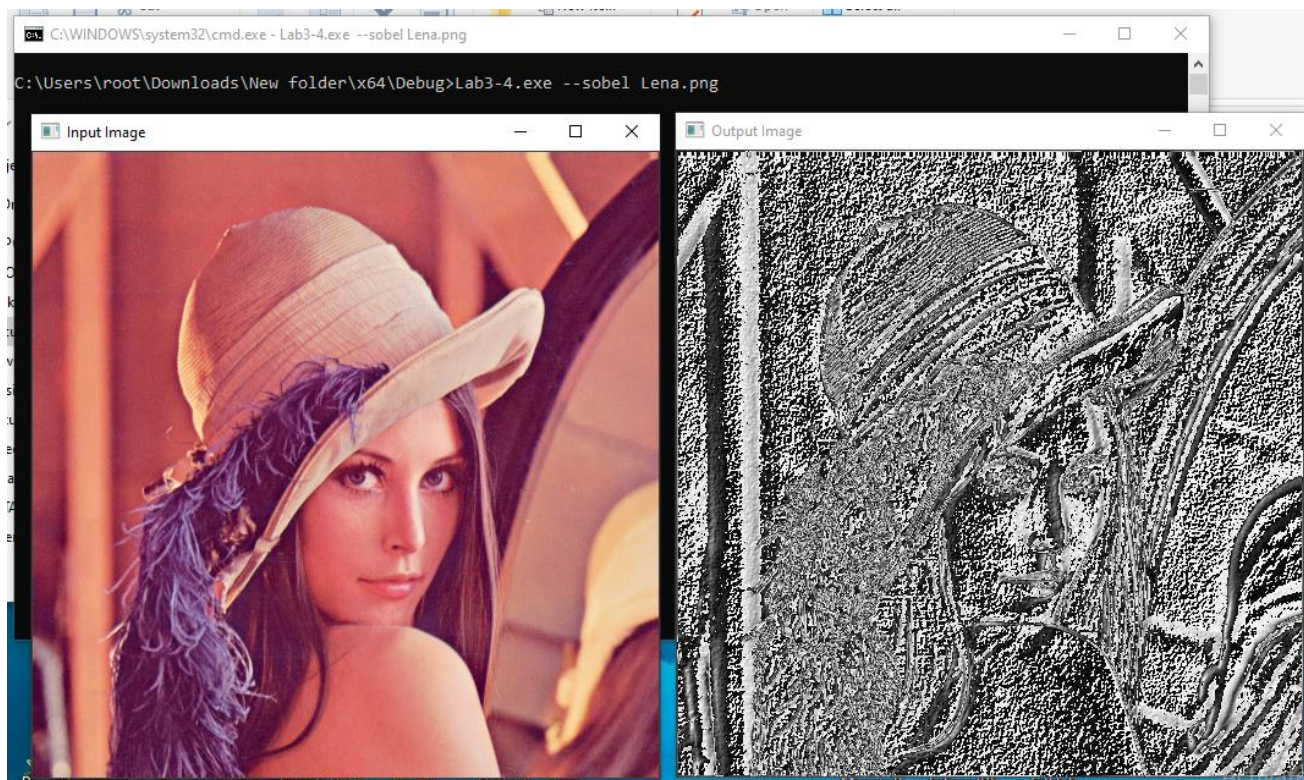 C:\WINDOWS\system32\cmd.exe - Lab3-4.exe --sobel Lena.png
C:\Users\root\Downloads\New folder\x64\Debug>Lab3-4.exe --sobel Lena.png
Input Image
Output Image